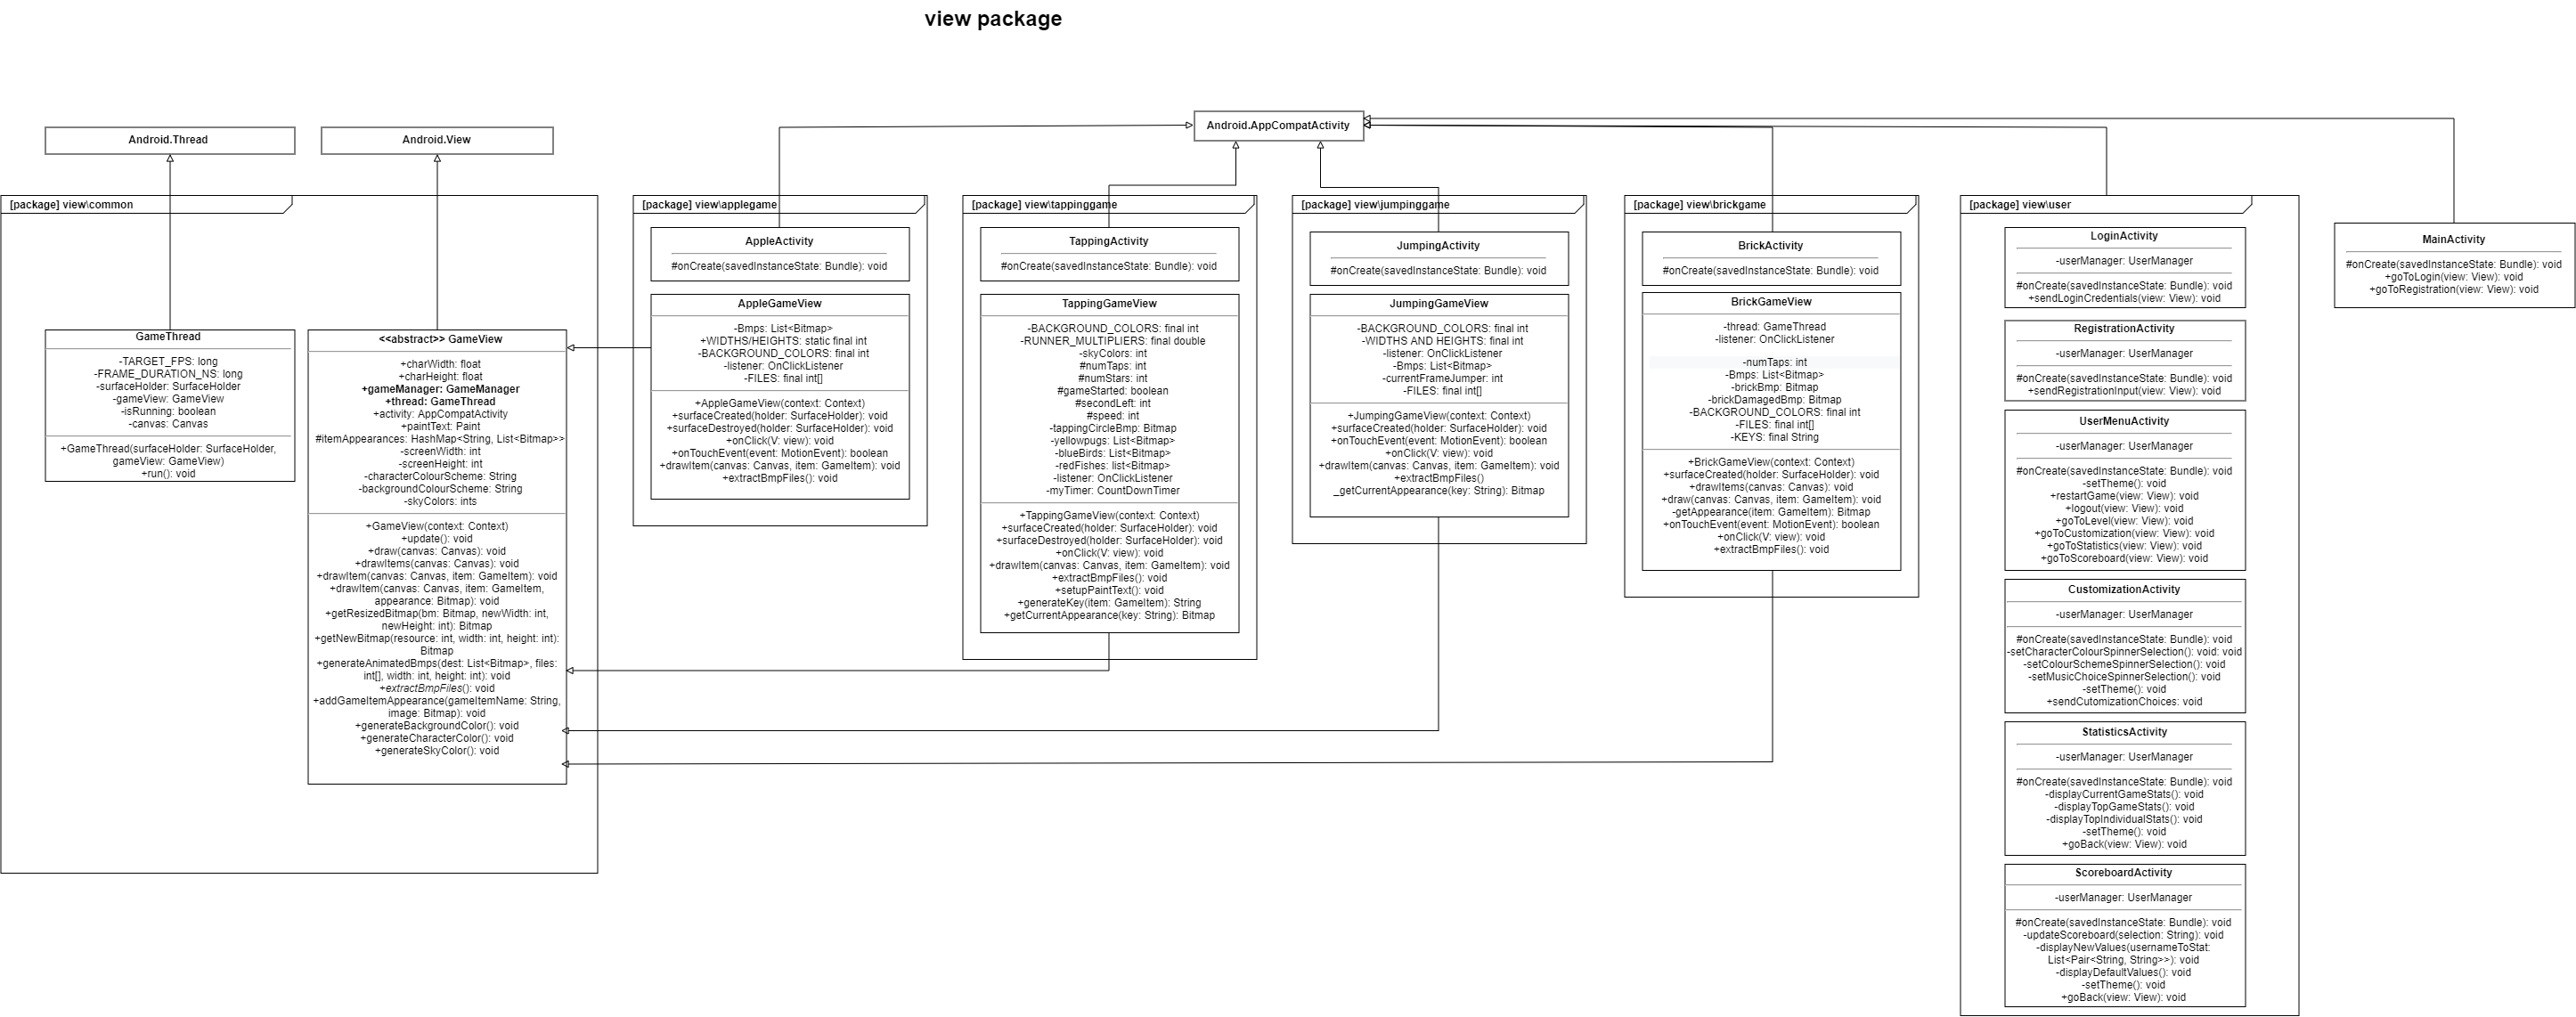 view package
Android.Thread
Android.View
Android.AppCompatActivity
[package] view\common
GameThread
-TARGET_FPS: long
-FRAME_DURATION_NS: long
-surfaceHolder: SurfaceHolder
-gameView: GameView
-isRunning: boolean
-canvas: Canvas
+GameThread(surfaceHolder: SurfaceHolder,
gameView: GameView)
+run(): void
<<abstract>> GameView
+charWidth: float
+charHeight: float
+gameManager: GameManager
+thread: GameThread
+activity: AppCompatActivity
+paintText: Paint
#itemAppearances: HashMap<String, List<Bitmap>>
-screenWidth: int
-screenHeight: int
-characterColourScheme: String
-backgroundColourScheme: String
-skyColors: ints
+GameView(context: Context)
+update(): void
+draw(canvas: Canvas): void
+drawItems(canvas: Canvas): void
+drawItem(canvas: Canvas, item: GameItem): void
+drawItem(canvas: Canvas, item: GameItem,
appearance: Bitmap): void
+getResizedBitmap(bm: Bitmap, newWidth: int,
newHeight: int): Bitmap
+getNewBitmap(resource: int, width: int, height: int):
Bitmap
+generateAnimatedBmps(dest: List<Bitmap>, files:
int[], width: int, height: int): void
+extractBmpFiles(): void
+addGameItemAppearance(gameItemName: String,
image: Bitmap): void
+generateBackgroundColor(): void
+generateCharacterColor(): void
+generateSkyColor(): void
[package] view\applegame
AppleActivity
#onCreate(savedInstanceState: Bundle): void
AppleGameView
-Bmps: List<Bitmap>
+WIDTHS/HEIGHTS: static final int
-BACKGROUND_COLORS: final int
-listener: OnClickListener
-FILES: final int[]
+AppleGameView(context: Context)
+surfaceCreated(holder: SurfaceHolder): void
+surfaceDestroyed(holder: SurfaceHolder): void
+onClick(V: view): void
+onTouchEvent(event: MotionEvent): boolean
+drawItem(canvas: Canvas, item: GameItem): void
+extractBmpFiles(): void
[package] view\tappinggame
TappingActivity
#onCreate(savedInstanceState: Bundle): void
TappingGameView
-BACKGROUND_COLORS: final int
-RUNNER_MULTIPLIERS: final double
-skyColors: int
#numTaps: int
#numStars: int
#gameStarted: boolean
#secondLeft: int
#speed: int
-tappingCircleBmp: Bitmap
-yellowpugs: List<Bitmap>
-blueBirds: List<Bitmap>
-redFishes: list<Bitmap>
-listener: OnClickListener
-myTimer: CountDownTimer
+TappingGameView(context: Context)
+surfaceCreated(holder: SurfaceHolder): void
+surfaceDestroyed(holder: SurfaceHolder): void
+onClick(V: view): void
+drawItem(canvas: Canvas, item: GameItem): void
+extractBmpFiles(): void
+setupPaintText(): void
+generateKey(item: GameItem): String
+getCurrentAppearance(key: String): Bitmap
[package] view\jumpinggame
JumpingActivity
#onCreate(savedInstanceState: Bundle): void
JumpingGameView
-BACKGROUND_COLORS: final int
-WIDTHS AND HEIGHTS: final int
-listener: OnClickListener
-Bmps: List<Bitmap>
-currentFrameJumper: int
-FILES: final int[]
+JumpingGameView(context: Context)
+surfaceCreated(holder: SurfaceHolder): void
+onTouchEvent(event: MotionEvent): boolean
+onClick(V: view): void
+drawItem(canvas: Canvas, item: GameItem): void
+extractBmpFiles()
_getCurrentAppearance(key: String): Bitmap
[package] view\brickgame
BrickActivity
#onCreate(savedInstanceState: Bundle): void
BrickGameView
-thread: GameThread
-listener: OnClickListener
-numTaps: int
-Bmps: List<Bitmap>
-brickBmp: Bitmap
-brickDamagedBmp: Bitmap
-BACKGROUND_COLORS: final int
-FILES: final int[]
-KEYS: final String
+BrickGameView(context: Context)
+surfaceCreated(holder: SurfaceHolder): void
+drawItems(canvas: Canvas): void
+draw(canvas: Canvas, item: GameItem): void
-getAppearance(item: GameItem): Bitmap
+onTouchEvent(event: MotionEvent): boolean
+onClick(V: view): void
+extractBmpFiles(): void
[package] view\user
LoginActivity
-userManager: UserManager
#onCreate(savedInstanceState: Bundle): void
+sendLoginCredentials(view: View): void
RegistrationActivity
-userManager: UserManager
#onCreate(savedInstanceState: Bundle): void
+sendRegistrationInput(view: View): void
UserMenuActivity
-userManager: UserManager
#onCreate(savedInstanceState: Bundle): void
-setTheme(): void
+restartGame(view: View): void
+logout(view: View): void
+goToLevel(view: View): void
+goToCustomization(view: View): void
+goToStatistics(view: View): void
+goToScoreboard(view: View): void
CustomizationActivity
-userManager: UserManager
#onCreate(savedInstanceState: Bundle): void
-setCharacterColourSpinnerSelection(): void: void
-setColourSchemeSpinnerSelection(): void
-setMusicChoiceSpinnerSelection(): void
-setTheme(): void
+sendCutomizationChoices: void
StatisticsActivity
-userManager: UserManager
#onCreate(savedInstanceState: Bundle): void
-displayCurrentGameStats(): void
-displayTopGameStats(): void
-displayTopIndividualStats(): void
-setTheme(): void
+goBack(view: View): void
ScoreboardActivity
-userManager: UserManager
#onCreate(savedInstanceState: Bundle): void
-updateScoreboard(selection: String): void
-displayNewValues(usernameToStat:
List<Pair<String, String>>): void
-displayDefaultValues(): void
-setTheme(): void
+goBack(view: View): void
MainActivity
#onCreate(savedInstanceState: Bundle): void
+goToLogin(view: View): void
+goToRegistration(view: View): void